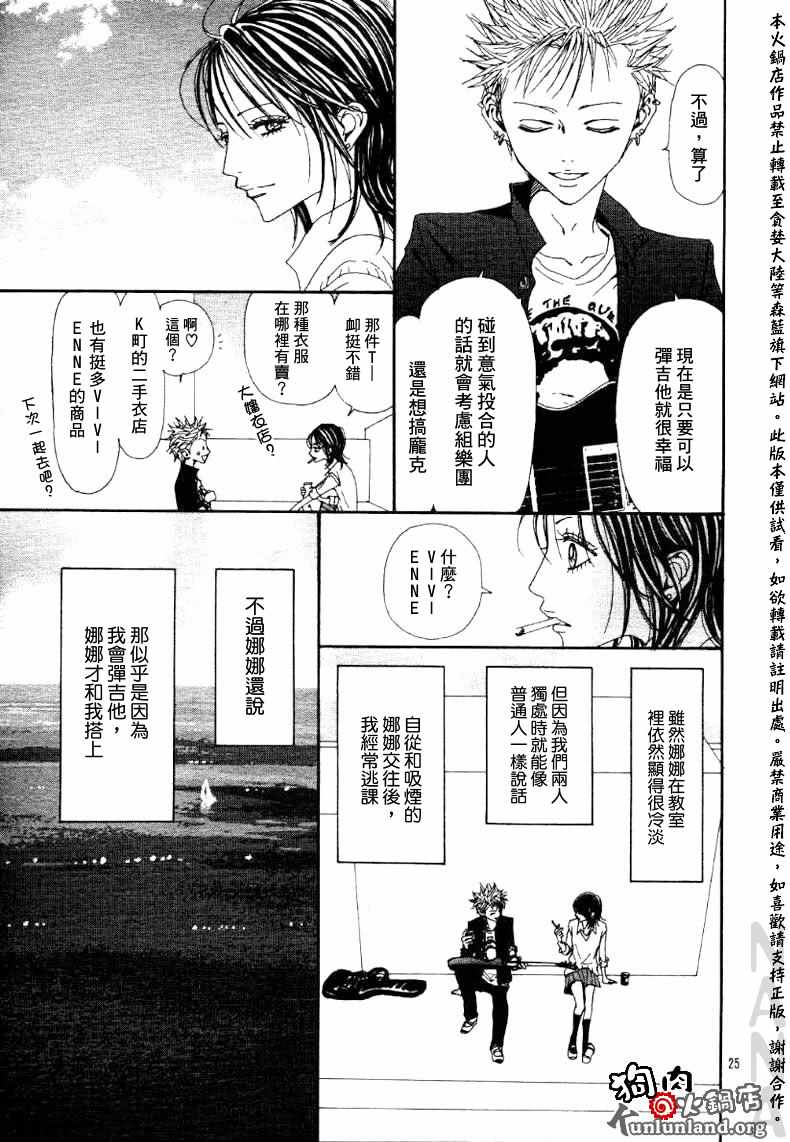 不過，算了
現在是只要可以
彈吉他就很幸福
碰到意氣投合的人
的話就會考慮組樂團
還是想搞龐克
那件T—
卹挺不錯
那種衣服
在哪裡有賣？
大嬸衣店？
啊♡
這個？
K町的二手衣店
也有挺多VIVI
ENNE的商品
下次一起去吧？
什麼？
VIVI
ENNE
雖然娜娜在教室
裡依然顯得很冷淡
但因為我們兩人
獨處時就能像
普通人一樣說話
自從和吸煙的
娜娜交往後，
我經常逃課
不過娜娜還說
那似乎是因為
我會彈吉他，
娜娜才和我搭上
25
本火鍋店作品禁止轉載至貪婪大陸等森藍旗下網站。此版本僅供試看，如欲轉載請註明出處。嚴禁商業用途，如喜歡請支持正版，謝謝合作。
NANA
狗肉
火鍋店
Kunlunland.org